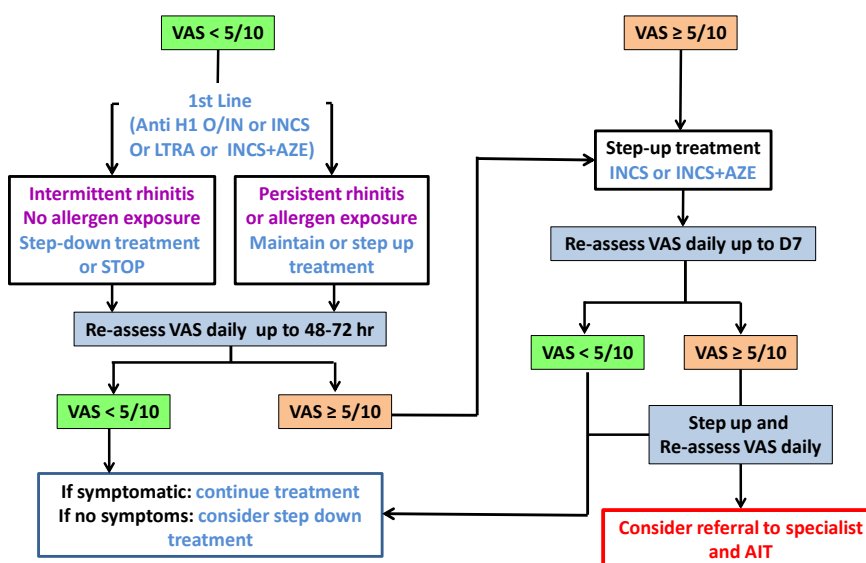 VAS < 5/10
1st Line
(Anti H1 O/IN or INCS
Or LTRA or INCS+AZE)
Intermittent rhinitis
No allergen exposure
Step-down treatment
or STOP
Persistent rhinitis
or allergen exposure
Maintain or step up
treatment
Re-assess VAS daily up to 48-72 hr
VAS < 5/10
VAS ≥ 5/10
If symptomatic: continue treatment
If no symptoms: consider step down
treatment
VAS ≥ 5/10
Step-up treatment
INCS or INCS+AZE
Re-assess VAS daily up to D7
VAS < 5/10
VAS ≥ 5/10
Step up and
Re-assess VAS daily
Consider referral to specialist
and AIT